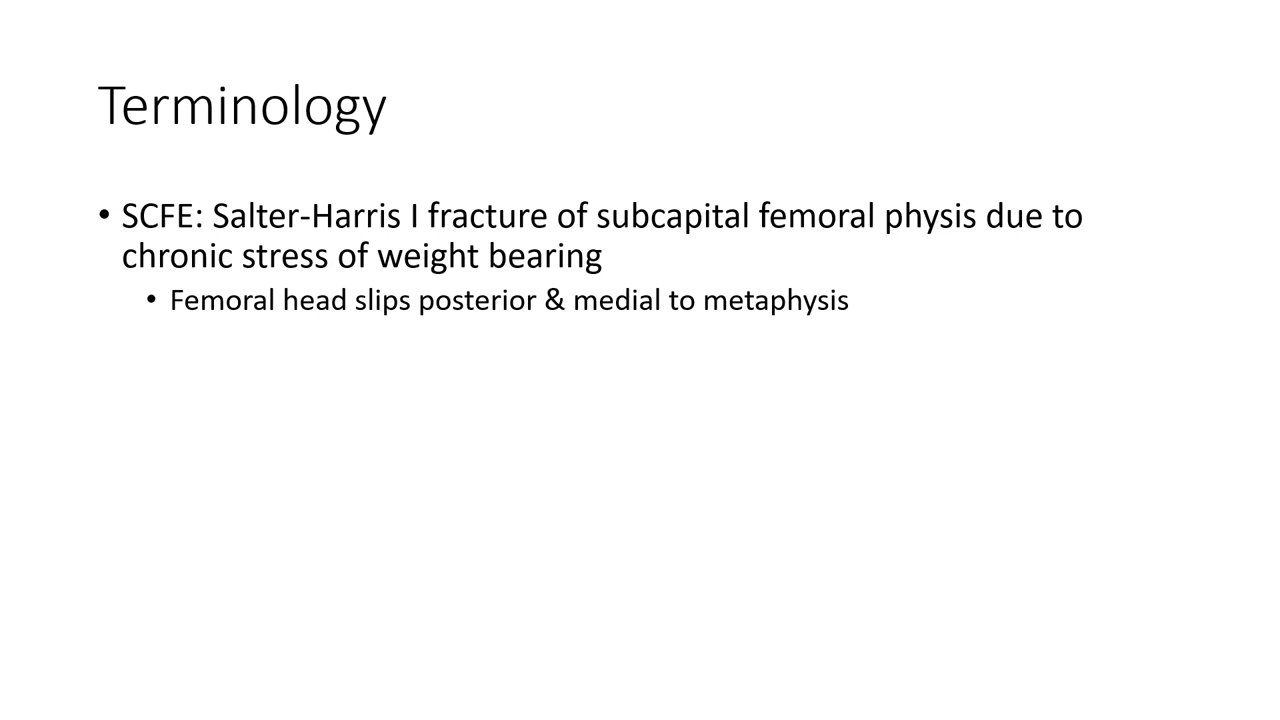 Terminology
• SCFE: Salter-Harris I fracture of subcapital femoral physis due to
chronic stress of weight bearing
• Femoral head slips posterior & medial to metaphysis